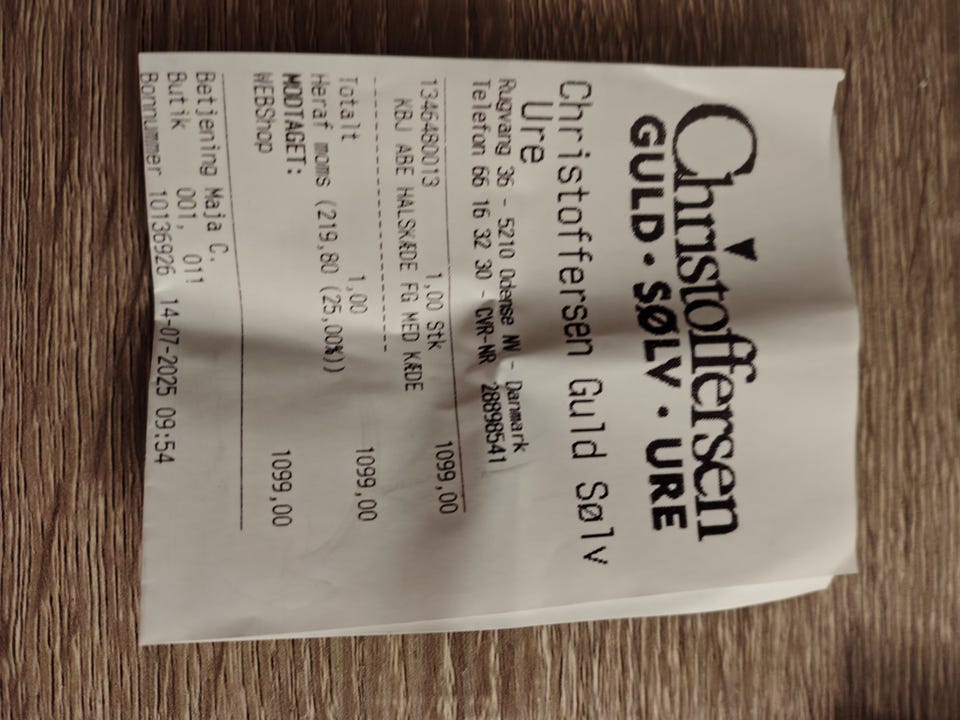 Christoffersen
GULD · SØLV · URE
Christoffersen Guld Sølv
Ure
Rugvang 36 - 5210 Odense NV - Danmark
Telefon 66 16 32 30 - CVR-NR 28898541
1346480013 1,00 Stk 1099,00
KBJ ABE HALSKÆDE FG MED KÆDE
Totalt 1,00 1099,00
Heraf moms (219,80 (25,00%))
MODTAGET:
WEBShop 1099,00
Betjening Maja C.
Butik 001, 011
Bonnummer 10136926 14-07-2025 09:54